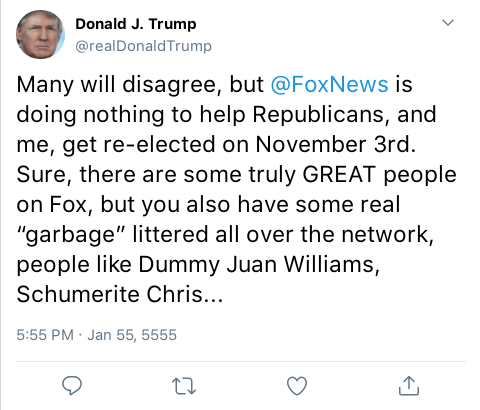 Donald J. Trump
@realDonaldTrump
Many will disagree, but @FoxNews is
doing nothing to help Republicans, and
me, get re-elected on November 3rd.
Sure, there are some truly GREAT people
on Fox, but you also have some real
“garbage” littered all over the network,
people like Dummy Juan Williams,
Schumerite Chris...
5:55 PM · Jan 55, 5555